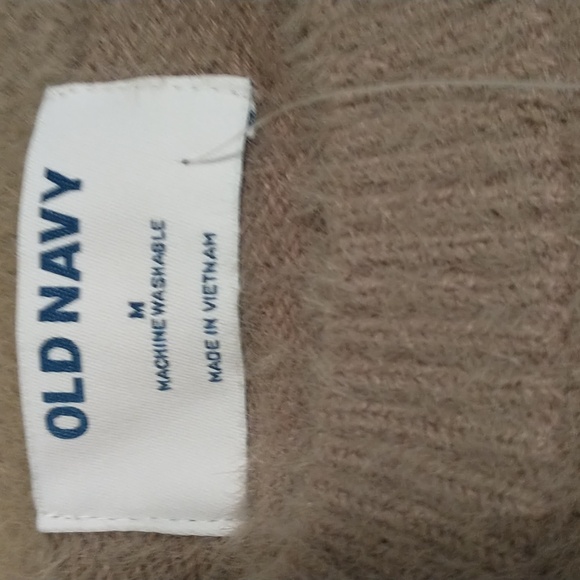 OLD NAVY
M
MACHINE WASHABLE
MADE IN VIETNAM